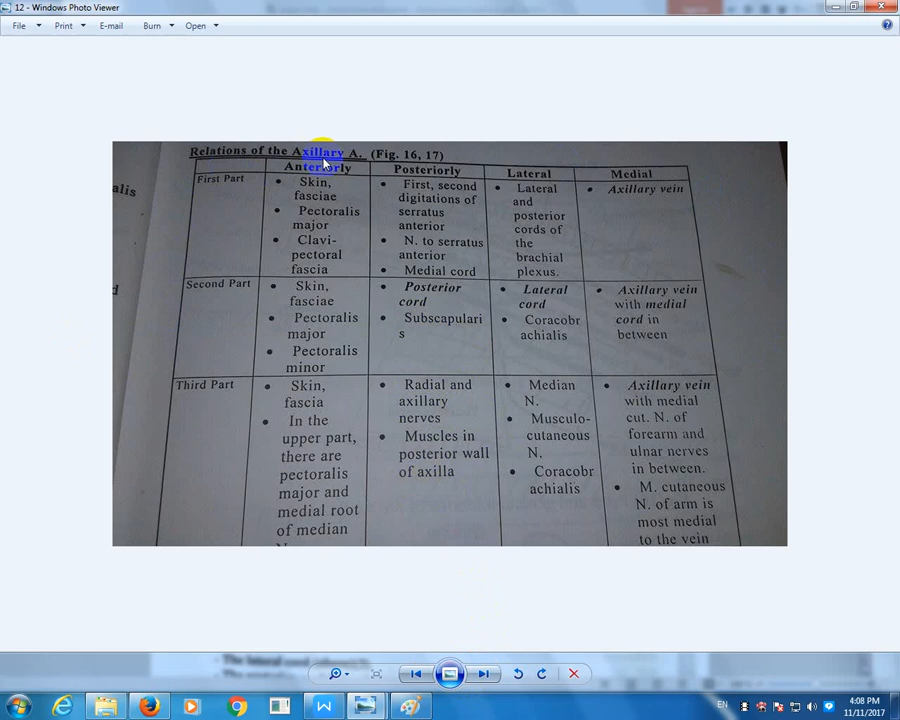 12 - Windows Photo Viewer
File Print E-mail Burn Open
Relations of the Axillary A. (Fig. 16, 17)
Anteriorly Posteriorly Lateral Medial
First Part
• Skin,
fasciae
• Pectoralis
major
• Clavi-
pectoral
fascia
• First, second
digitations of
serratus
anterior
• N. to serratus
anterior
• Medial cord
• Lateral
and
posterior
cords of
the
brachial
plexus.
• Axillary vein
Second Part
• Skin,
fasciae
• Pectoralis
major
• Pectoralis
minor
• Posterior
cord
• Subscapulari
s
• Lateral
cord
• Coracobr
achialis
• Axillary vein
with medial
cord in
between
Third Part
• Skin,
fascia
• In the
upper part,
there are
pectoralis
major and
medial root
of median
• Radial and
axillary
nerves
• Muscles in
posterior wall
of axilla
• Median
N.
• Musculo-
cutaneous
N.
• Coracobr
achialis
• Axillary vein
with medial
cut. N. of
forearm and
ulnar nerves
in between.
• M. cutaneous
N. of arm is
most medial
to the vein
alis
d
EN
4:08 PM
11/11/2017